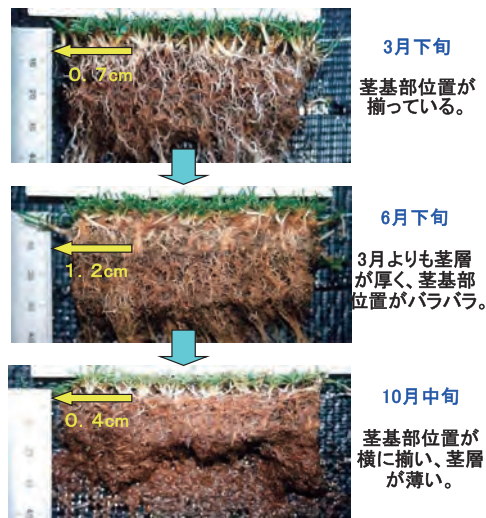 3月下旬
0.7cm
茎基部位置が
揃っている。
6月下旬
1.2cm
3月よりも茎層
が厚く、茎基部
位置がバラバラ。
10月中旬
0.4cm
茎基部位置が
横に揃い、茎層
が薄い。